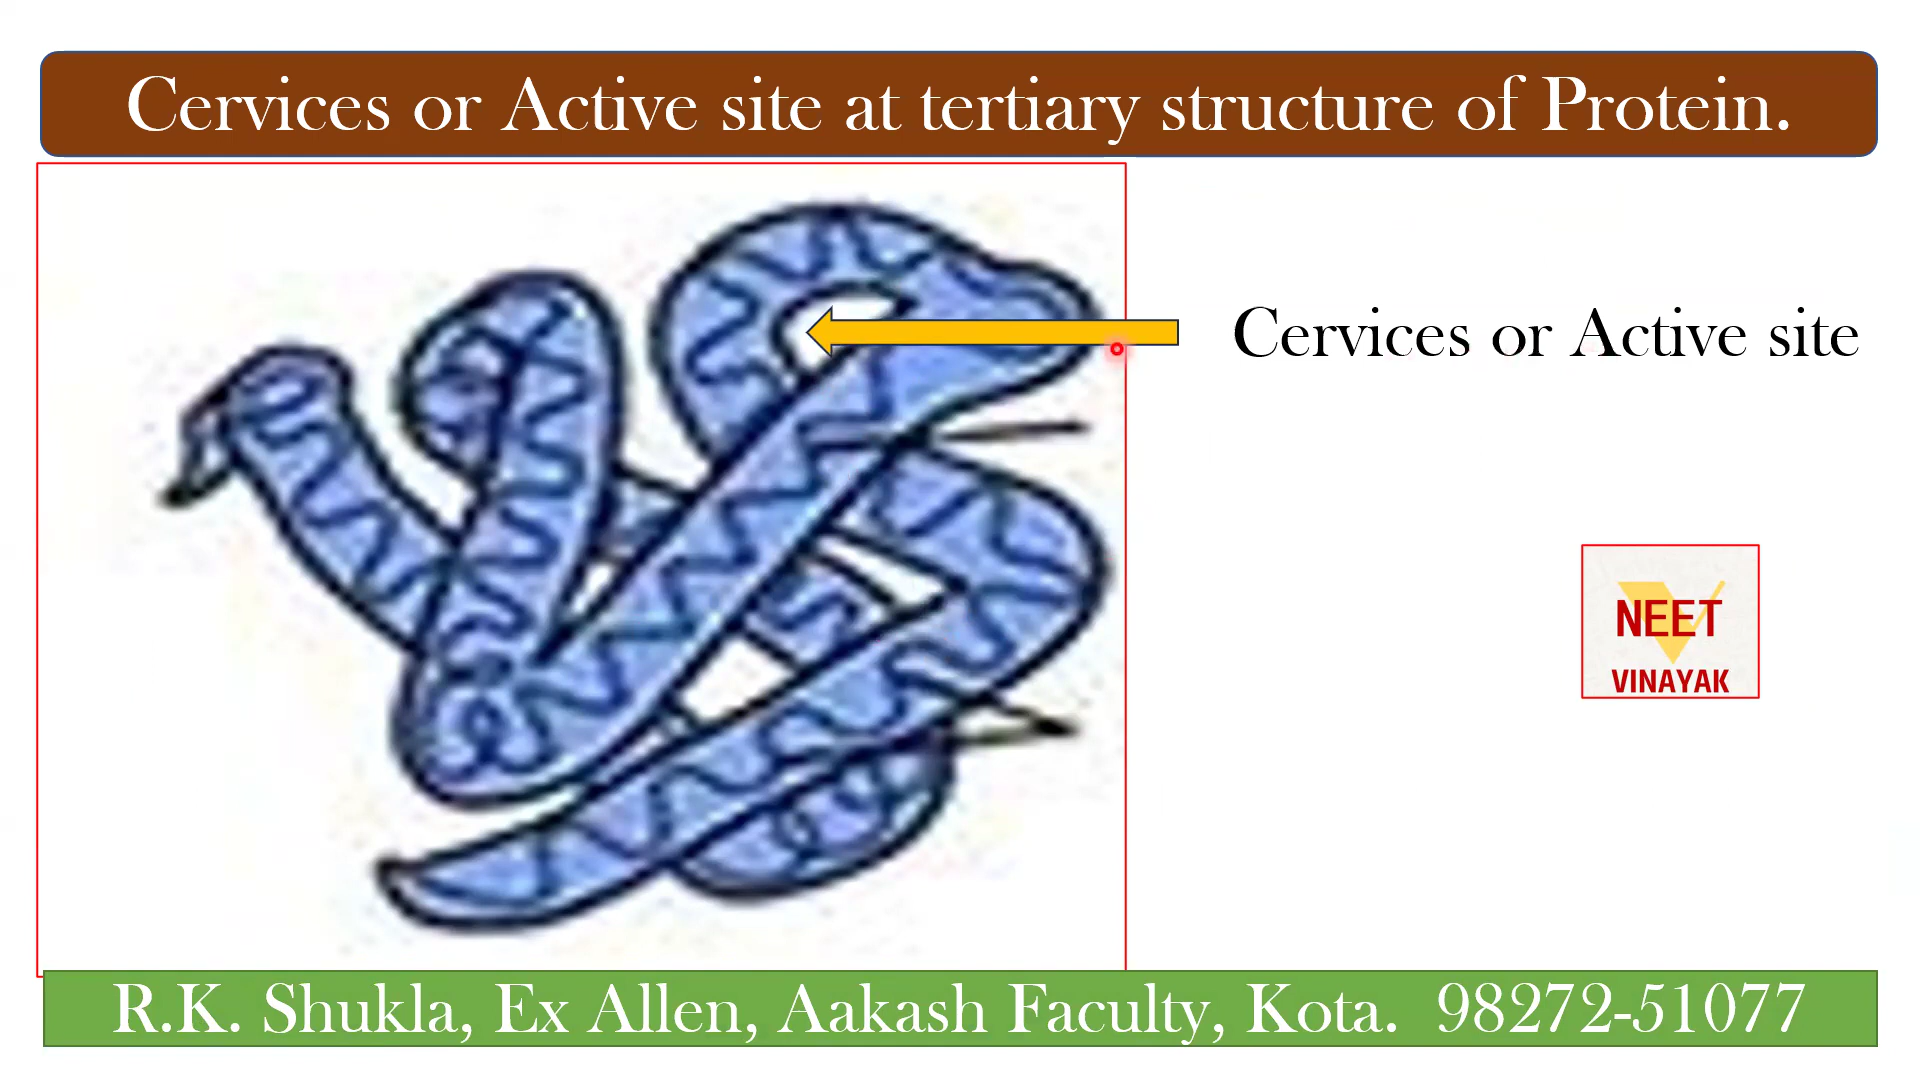 Cervices or Active site at tertiary structure of Protein.
Cervices or Active site
NEET
VINAYAK
R.K. Shukla, Ex Allen, Aakash Faculty, Kota. 98272-51077